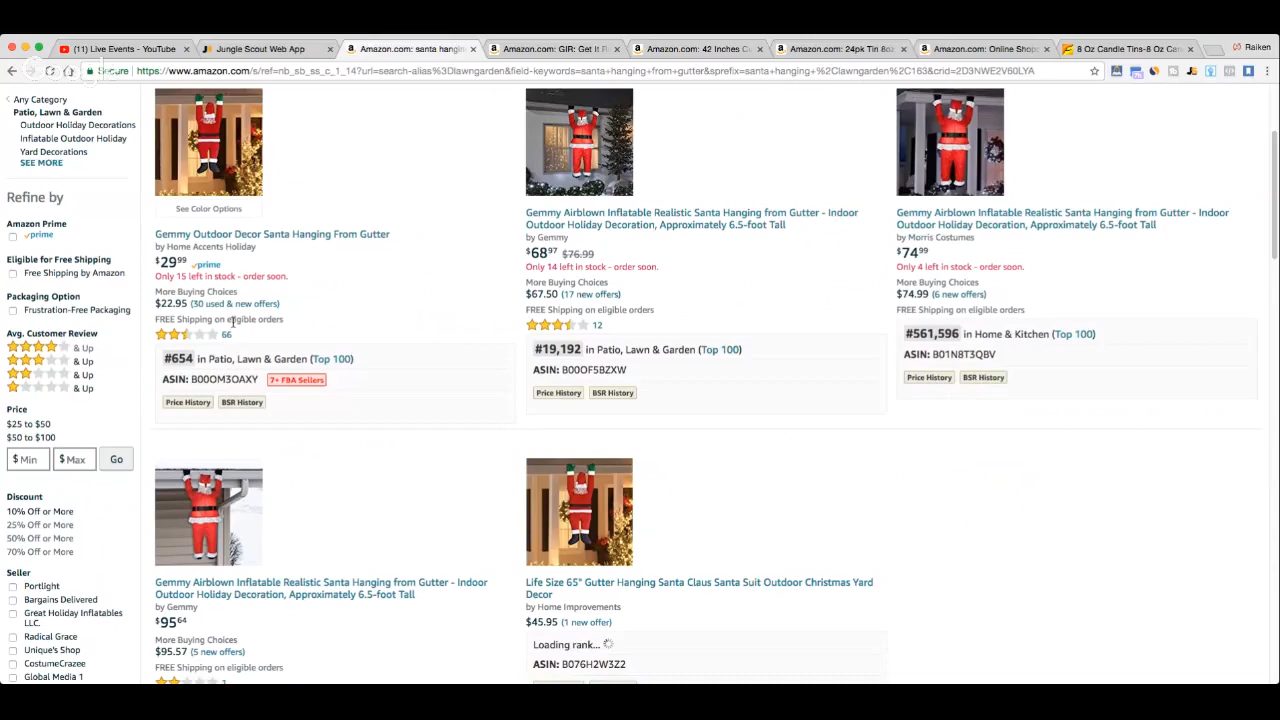 (11) Live Events - YouTube
Jungle Scout Web App
Amazon.com: santa hanging
Amazon.com: GIR: Get It R
Amazon.com: 42 Inches C
Amazon.com: 24pk Tin 8oz
Amazon.com: Online Shopp
8 Oz Candle Tins-8 Oz Can
Raiken
Secure
https://www.amazon.com/s/ref=nb_sb_ss_c_1_14?url=search-alias%3Dlawngarden&field-keywords=santa+hanging+from+gutter&sprefix=santa+hanging+%2Clawngarden%2C163&crid=2D3NWE2V60LYA
Any Category
Patio, Lawn & Garden
Outdoor Holiday Decorations
Inflatable Outdoor Holiday
Yard Decorations
SEE MORE
Refine by
Amazon Prime
prime
Eligible for Free Shipping
Free Shipping by Amazon
Packaging Option
Frustration-Free Packaging
Avg. Customer Review
& Up
& Up
& Up
& Up
Price
$25 to $50
$50 to $100
$ Min
$ Max
Go
Discount
10% Off or More
25% Off or More
50% Off or More
70% Off or More
Seller
Portlight
Bargains Delivered
Great Holiday Inflatables
LLC.
Radical Grace
Unique's Shop
CostumeCrazee
Global Media 1
See Color Options
Gemmy Outdoor Decor Santa Hanging From Gutter
by Home Accents Holiday
$29.99 prime
Only 15 left in stock - order soon.
More Buying Choices
$22.95 (30 used & new offers)
FREE Shipping on eligible orders
66
#654 in Patio, Lawn & Garden (Top 100)
ASIN: B00OM3OAXY 7+ FBA Sellers
Price History
BSR History
Gemmy Airblown Inflatable Realistic Santa Hanging from Gutter - Indoor
Outdoor Holiday Decoration, Approximately 6.5-foot Tall
by Gemmy
$68.97 $76.99
Only 14 left in stock - order soon.
More Buying Choices
$67.50 (17 new offers)
FREE Shipping on eligible orders
12
#19,192 in Patio, Lawn & Garden (Top 100)
ASIN: B00OF5BZXW
Price History
BSR History
Gemmy Airblown Inflatable Realistic Santa Hanging from Gutter - Indoor
Outdoor Holiday Decoration, Approximately 6.5-foot Tall
by Morris Costumes
$74.99
Only 4 left in stock - order soon.
More Buying Choices
$74.99 (6 new offers)
FREE Shipping on eligible orders
#561,596 in Home & Kitchen (Top 100)
ASIN: B01N8T3QBV
Price History
BSR History
Gemmy Airblown Inflatable Realistic Santa Hanging from Gutter - Indoor
Outdoor Holiday Decoration, Approximately 6.5-foot Tall
by Gemmy
$95.64
More Buying Choices
$95.57 (5 new offers)
FREE Shipping on eligible orders
1
Life Size 65" Gutter Hanging Santa Claus Santa Suit Outdoor Christmas Yard
Decor
by Home Improvements
$45.95 (1 new offer)
Loading rank...
ASIN: B076H2W3Z2